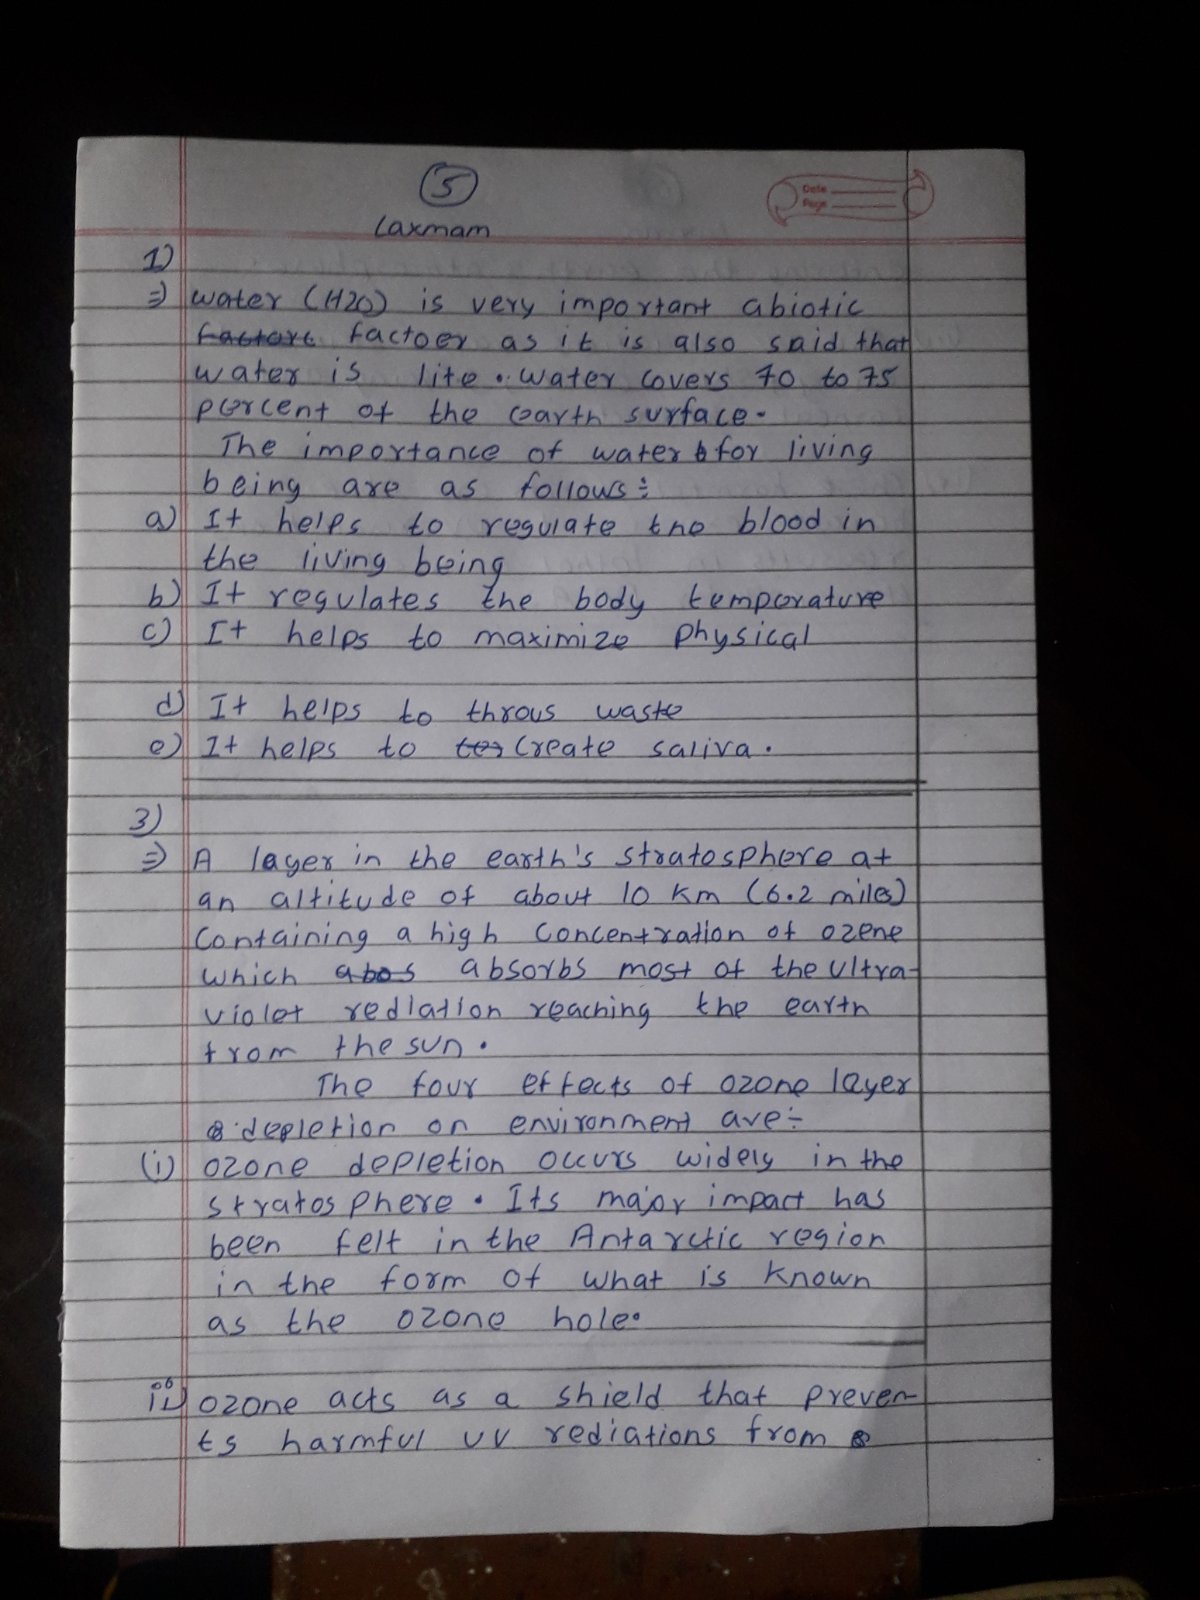 5
Laxmam
Date
Page
1)
⇒ water (H2O) is very important abiotic
factort factoer as it is also said that
water is lite. water covers 70 to 75
percent of the earth surface.
The importance of water for living
being are as follows:
a) It helps to regulate the blood in
the living being
b) It regulates the body temporature
c) It helps to maximize physical
d) It helps to throus waste
e) It helps to create saliva.
3)
⇒ A layer in the earth's stratosphere at
an altitude of about 10 km (6.2 miles)
Containing a high concentration of ozene
which abos absorbs most of the ultra-
violet rediation reaching the earth
from the sun.
The four effects of ozone layer
depletion on environment ave:-
(i) ozone depletion occurs widely in the
stratosphere. Its major impact has
been felt in the Antarctic region
in the form of what is known
as the ozone hole.
ii) ozone acts as a shield that preven-
ts harmful uv rediations from